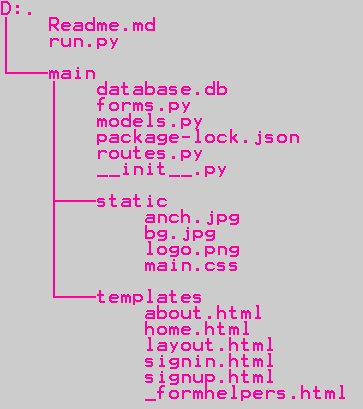 D:.
Readme.md
run.py
main
database.db
forms.py
models.py
package-lock.json
routes.py
__init__.py
static
anch.jpg
bg.jpg
logo.png
main.css
templates
about.html
home.html
layout.html
signin.html
signup.html
_formhelpers.html